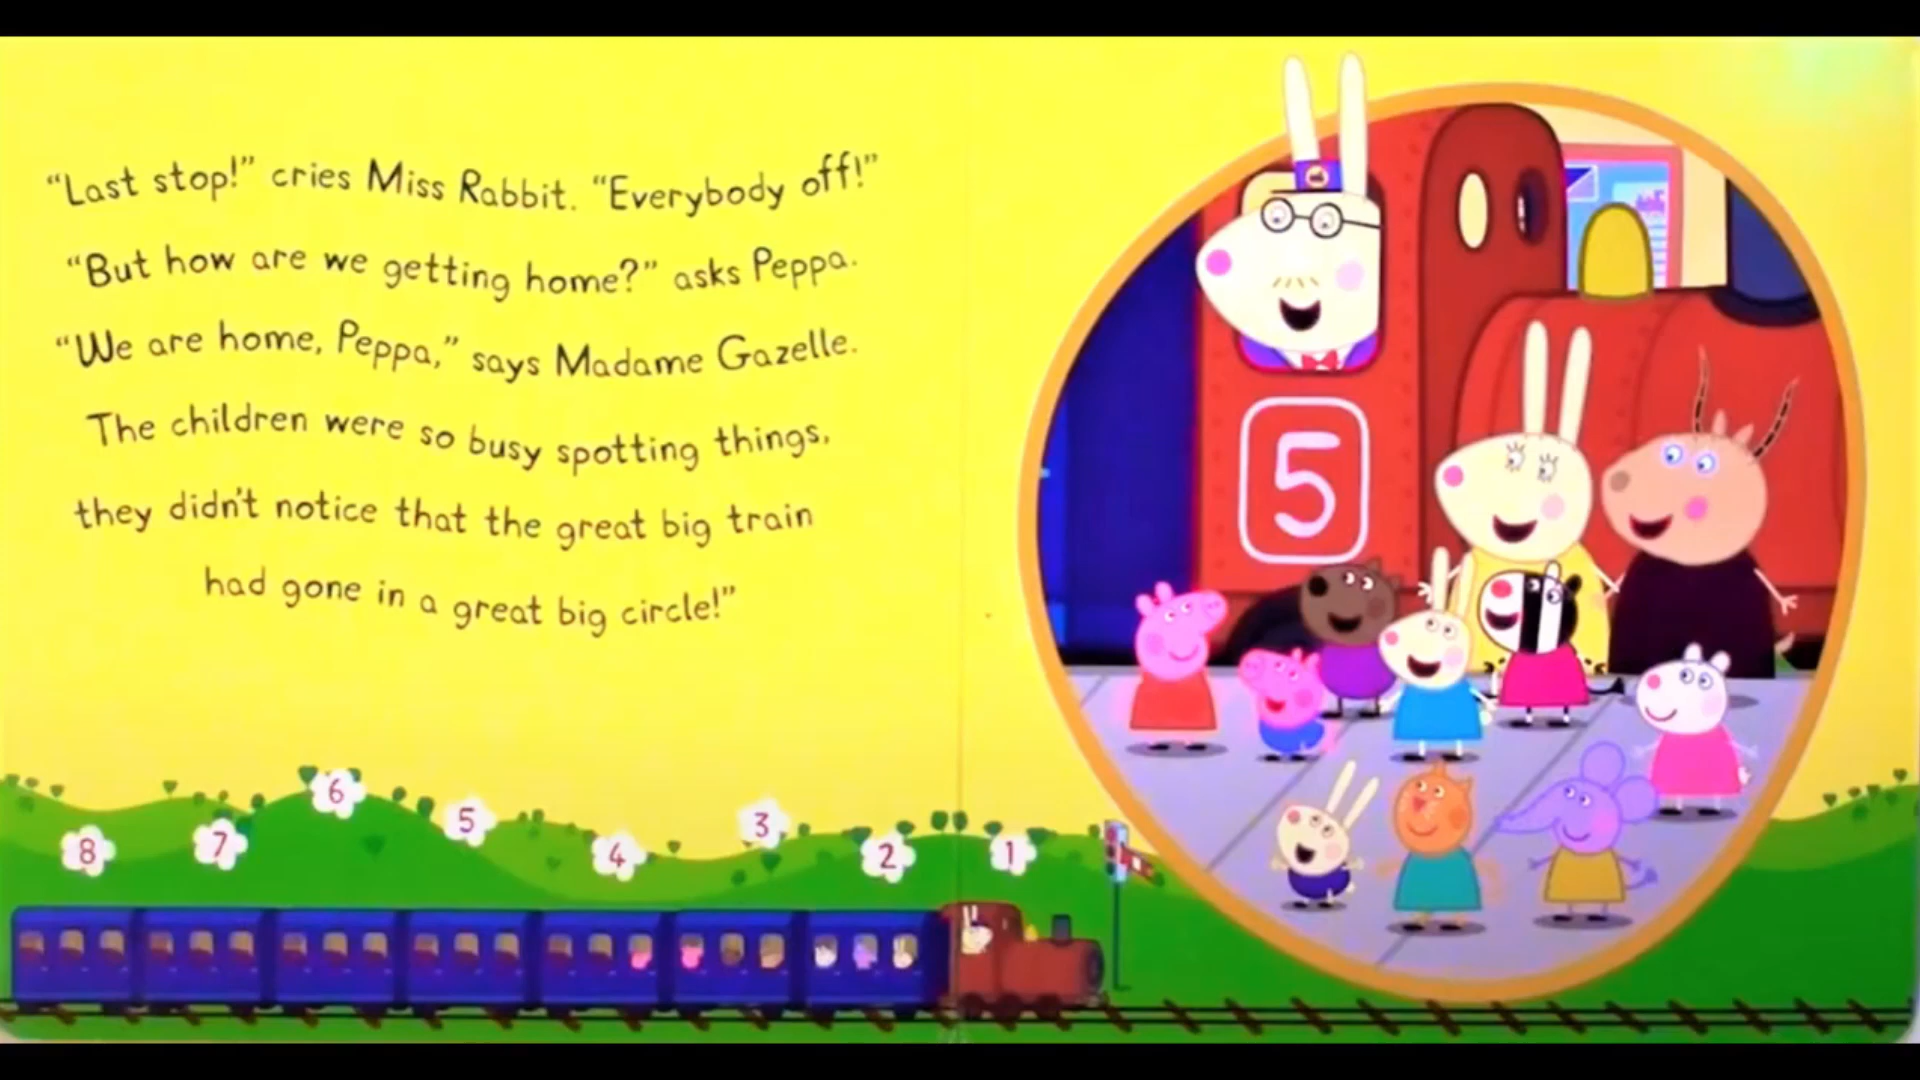 “Last stop!” cries Miss Rabbit. “Everybody off!”
“But how are we getting home?” asks Peppa.
“We are home, Peppa,” says Madame Gazelle.
The children were so busy spotting things,
they didn't notice that the great big train
had gone in a great big circle!”
5
6
5
3
8
7
4
2
1